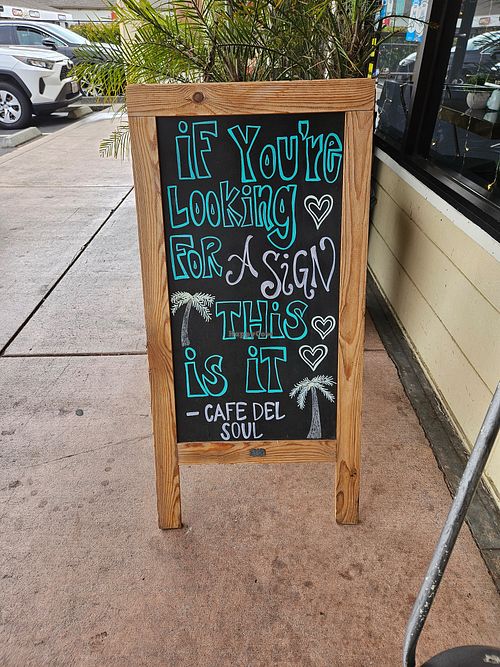 iF You're
LOOKiNG
FOR A SiGN
THiS
iS iT
- CAFE DEL
SOUL